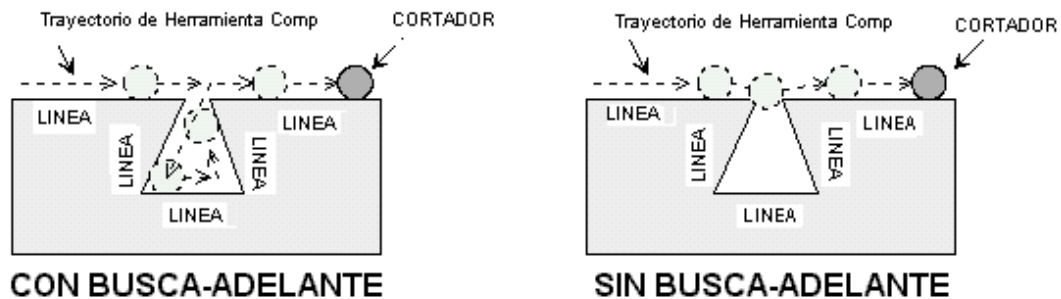 Trayectorio de Herramienta Comp
CORTADOR
LINEA
LINEA
LINEA
LINEA
LINEA
CON BUSCA-ADELANTE
Trayectorio de Herramienta Comp
CORTADOR
LINEA
LINEA
LINEA
LINEA
LINEA
SIN BUSCA-ADELANTE